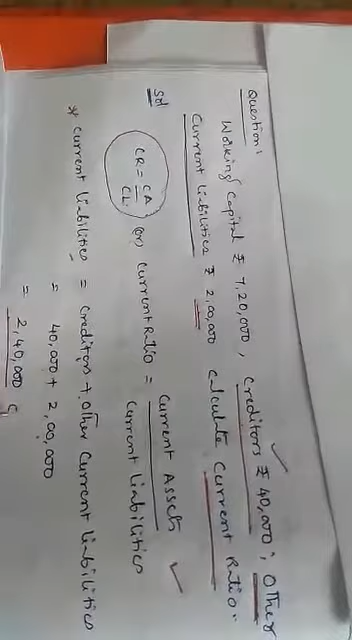 Question:
Working Capital ₹ 7,20,000, Creditors ₹ 40,000; Other
Current liabilities ₹ 2,00,000 Calculate Current Ratio.
Sol
CR = CA/CL (or) Current Ratio = Current Assets/Current liabilities
* Current liabilities = Creditors + Other Current liabilities
= 40,000 + 2,00,000
= 2,40,000